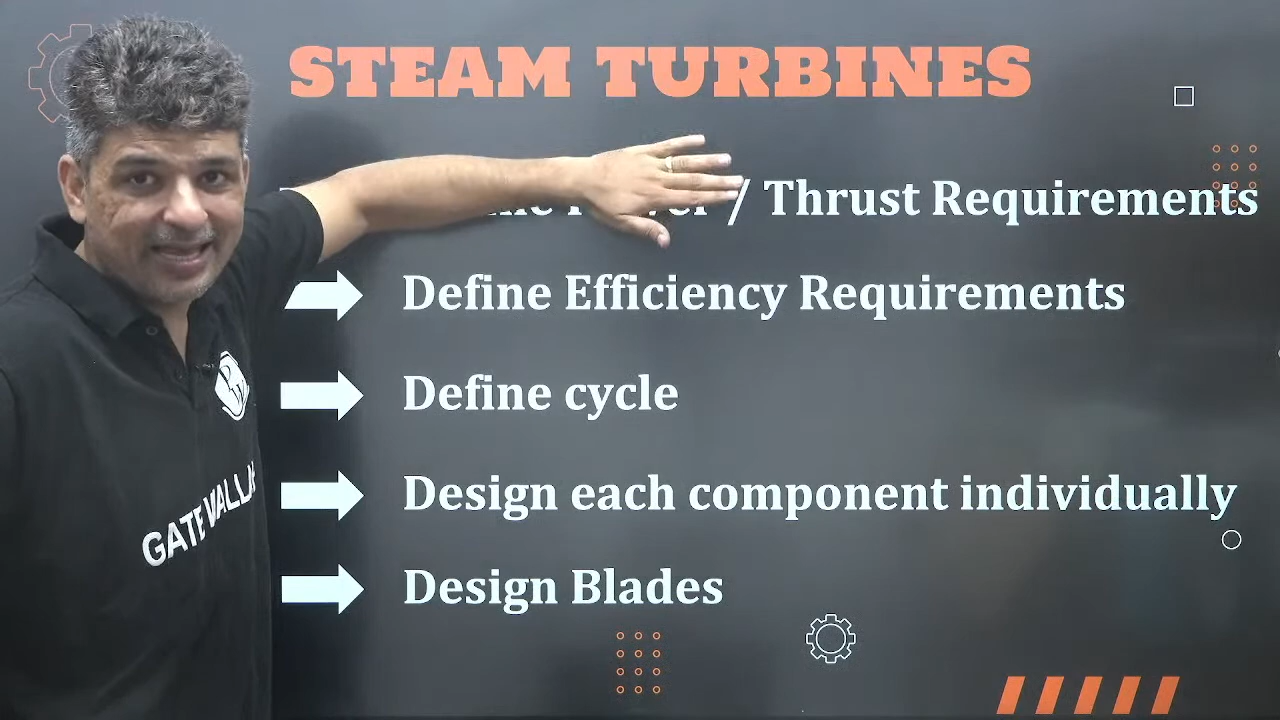 STEAM TURBINES
/ Thrust Requirements
Define Efficiency Requirements
Define cycle
Design each component individually
Design Blades
GATE WALLAH